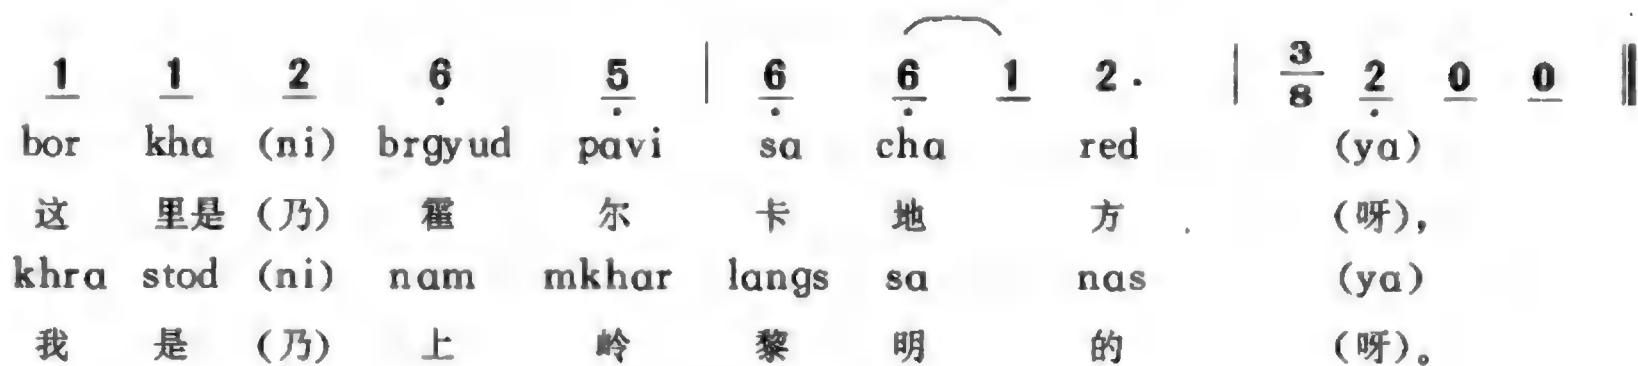 1 1 2 6 5 | 6 6 1 2. | 3/8 2 0 0 ‖
bor kha (ni) brgyud pavi sa cha red (ya)
这 里是 (乃) 霍 尔 卡 地 方 (呀),
khra stod (ni) nam mkhar langs sa nas (ya)
我 是 (乃) 上 岭 黎 明 的 (呀)。